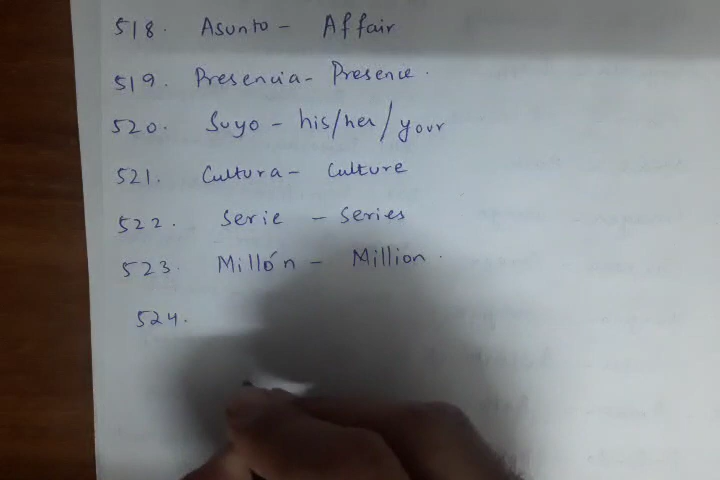 518. Asunto - Affair
519. Presencia - Presence.
520. Suyo - his/her/your
521. Cultura - Culture
522. Serie - Series
523. Millón - Million.
524.